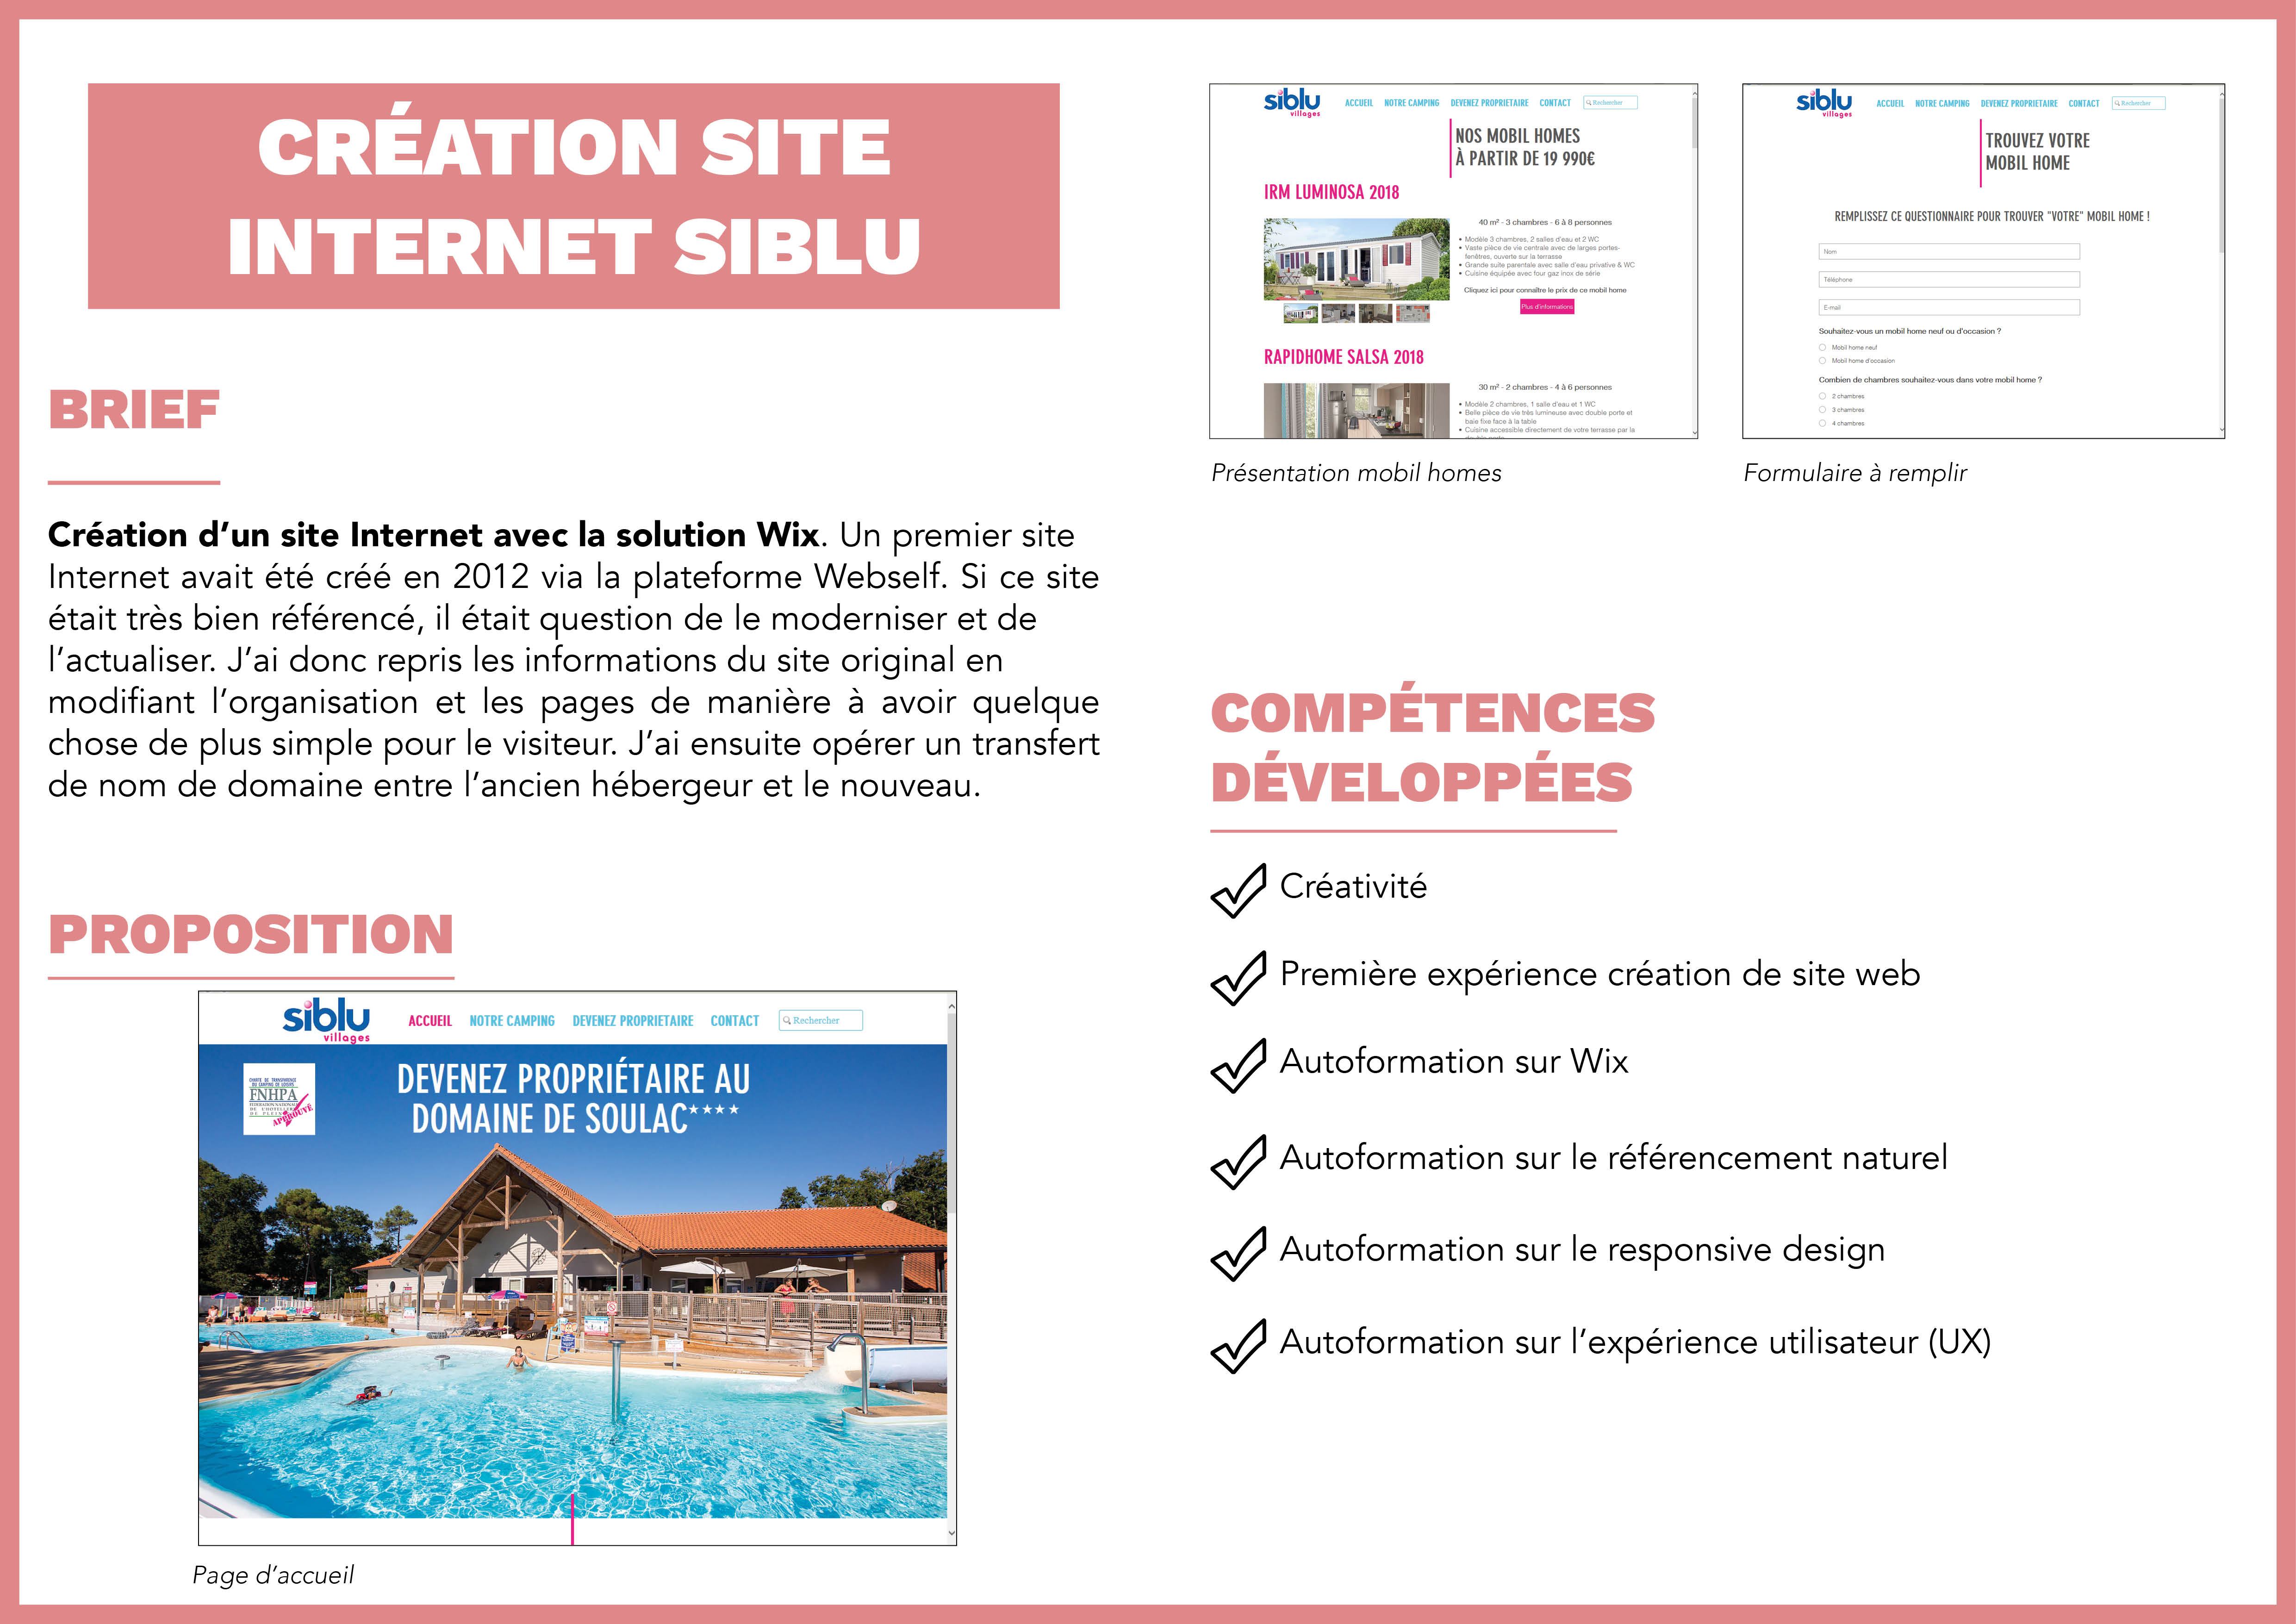 CRÉATION SITE
INTERNET SIBLU
BRIEF
Création d’un site Internet avec la solution Wix. Un premier site
Internet avait été créé en 2012 via la plateforme Webself. Si ce site
était très bien référencé, il était question de le moderniser et de
l’actualiser. J’ai donc repris les informations du site original en
modifiant l’organisation et les pages de manière à avoir quelque
chose de plus simple pour le visiteur. J’ai ensuite opérer un transfert
de nom de domaine entre l’ancien hébergeur et le nouveau.
PROPOSITION
siblu
villages
ACCUEIL NOTRE CAMPING DEVENEZ PROPRIETAIRE CONTACT Rechercher
CHARTE DE TRANSPARENCE
DU CAMPING DE LOISIRS
FNHPA
FÉDÉRATION NATIONALE
DE L'HÔTELLERIE
DE PLEIN
APPROUVÉ
DEVENEZ PROPRIÉTAIRE AU
DOMAINE DE SOULAC****
Page d’accueil
siblu
villages
ACCUEIL NOTRE CAMPING DEVENEZ PROPRIETAIRE CONTACT Rechercher
NOS MOBIL HOMES
À PARTIR DE 19 990€
IRM LUMINOSA 2018
40 m² - 3 chambres - 6 à 8 personnes
• Modèle 3 chambres, 2 salles d'eau et 2 WC
• Vaste pièce de vie centrale avec de larges portes-
fenêtres, ouverte sur la terrasse
• Grande suite parentale avec salle d'eau privative & WC
• Cuisine équipée avec four gaz inox de série
Cliquez ici pour connaître le prix de ce mobil home
Plus d'informations
RAPIDHOME SALSA 2018
30 m² - 2 chambres - 4 à 6 personnes
• Modèle 2 chambres, 1 salle d'eau et 1 WC
• Belle pièce de vie très lumineuse avec double porte et
baie fixe face à la table
• Cuisine accessible directement de votre terrasse par la
Présentation mobil homes
siblu
villages
ACCUEIL NOTRE CAMPING DEVENEZ PROPRIETAIRE CONTACT Rechercher
TROUVEZ VOTRE
MOBIL HOME
REMPLISSEZ CE QUESTIONNAIRE POUR TROUVER "VOTRE" MOBIL HOME !
Nom
Téléphone
E-mail
Souhaitez-vous un mobil home neuf ou d'occasion ?
Mobil home neuf
Mobil home d'occasion
Combien de chambres souhaitez-vous dans votre mobil home ?
2 chambres
3 chambres
4 chambres
Formulaire à remplir
COMPÉTENCES
DÉVELOPPÉES
Créativité
Première expérience création de site web
Autoformation sur Wix
Autoformation sur le référencement naturel
Autoformation sur le responsive design
Autoformation sur l’expérience utilisateur (UX)